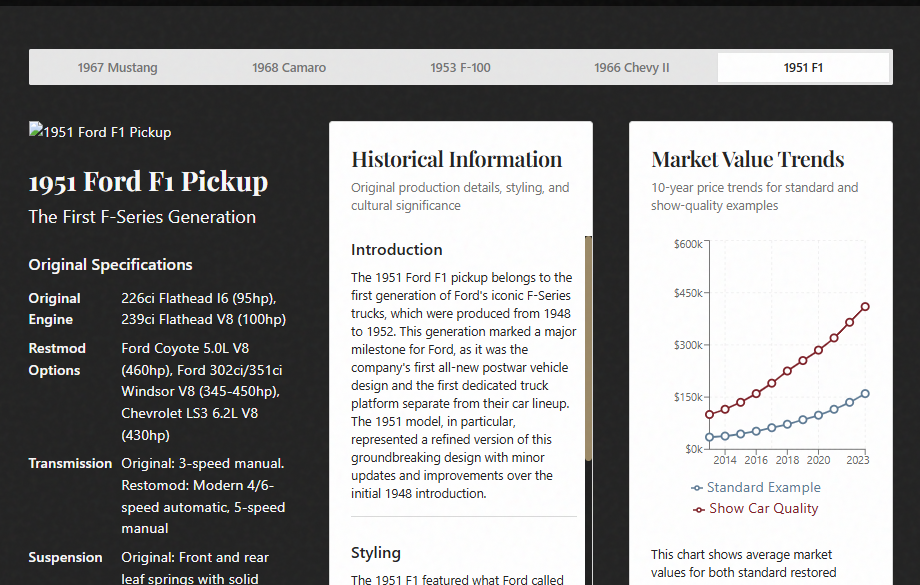 1967 Mustang
1968 Camaro
1953 F-100
1966 Chevy II
1951 F1
1951 Ford F1 Pickup
1951 Ford F1 Pickup
The First F-Series Generation
Original Specifications
Original Engine
226ci Flathead I6 (95hp),
239ci Flathead V8 (100hp)
Restmod Options
Ford Coyote 5.0L V8
(460hp), Ford 302ci/351ci
Windsor V8 (345-450hp),
Chevrolet LS3 6.2L V8
(430hp)
Transmission
Original: 3-speed manual.
Restomod: Modern 4/6-
speed automatic, 5-speed
manual
Suspension
Original: Front and rear
leaf springs with solid
Historical Information
Original production details, styling, and
cultural significance
Introduction
The 1951 Ford F1 pickup belongs to the
first generation of Ford's iconic F-Series
trucks, which were produced from 1948
to 1952. This generation marked a major
milestone for Ford, as it was the
company's first all-new postwar vehicle
design and the first dedicated truck
platform separate from their car lineup.
The 1951 model, in particular,
represented a refined version of this
groundbreaking design with minor
updates and improvements over the
initial 1948 introduction.
Styling
The 1951 F1 featured what Ford called
Market Value Trends
10-year price trends for standard and
show-quality examples
$600k
$450k
$300k
$150k
$0k
2014 2016 2018 2020 2023
Standard Example
Show Car Quality
This chart shows average market
values for both standard restored